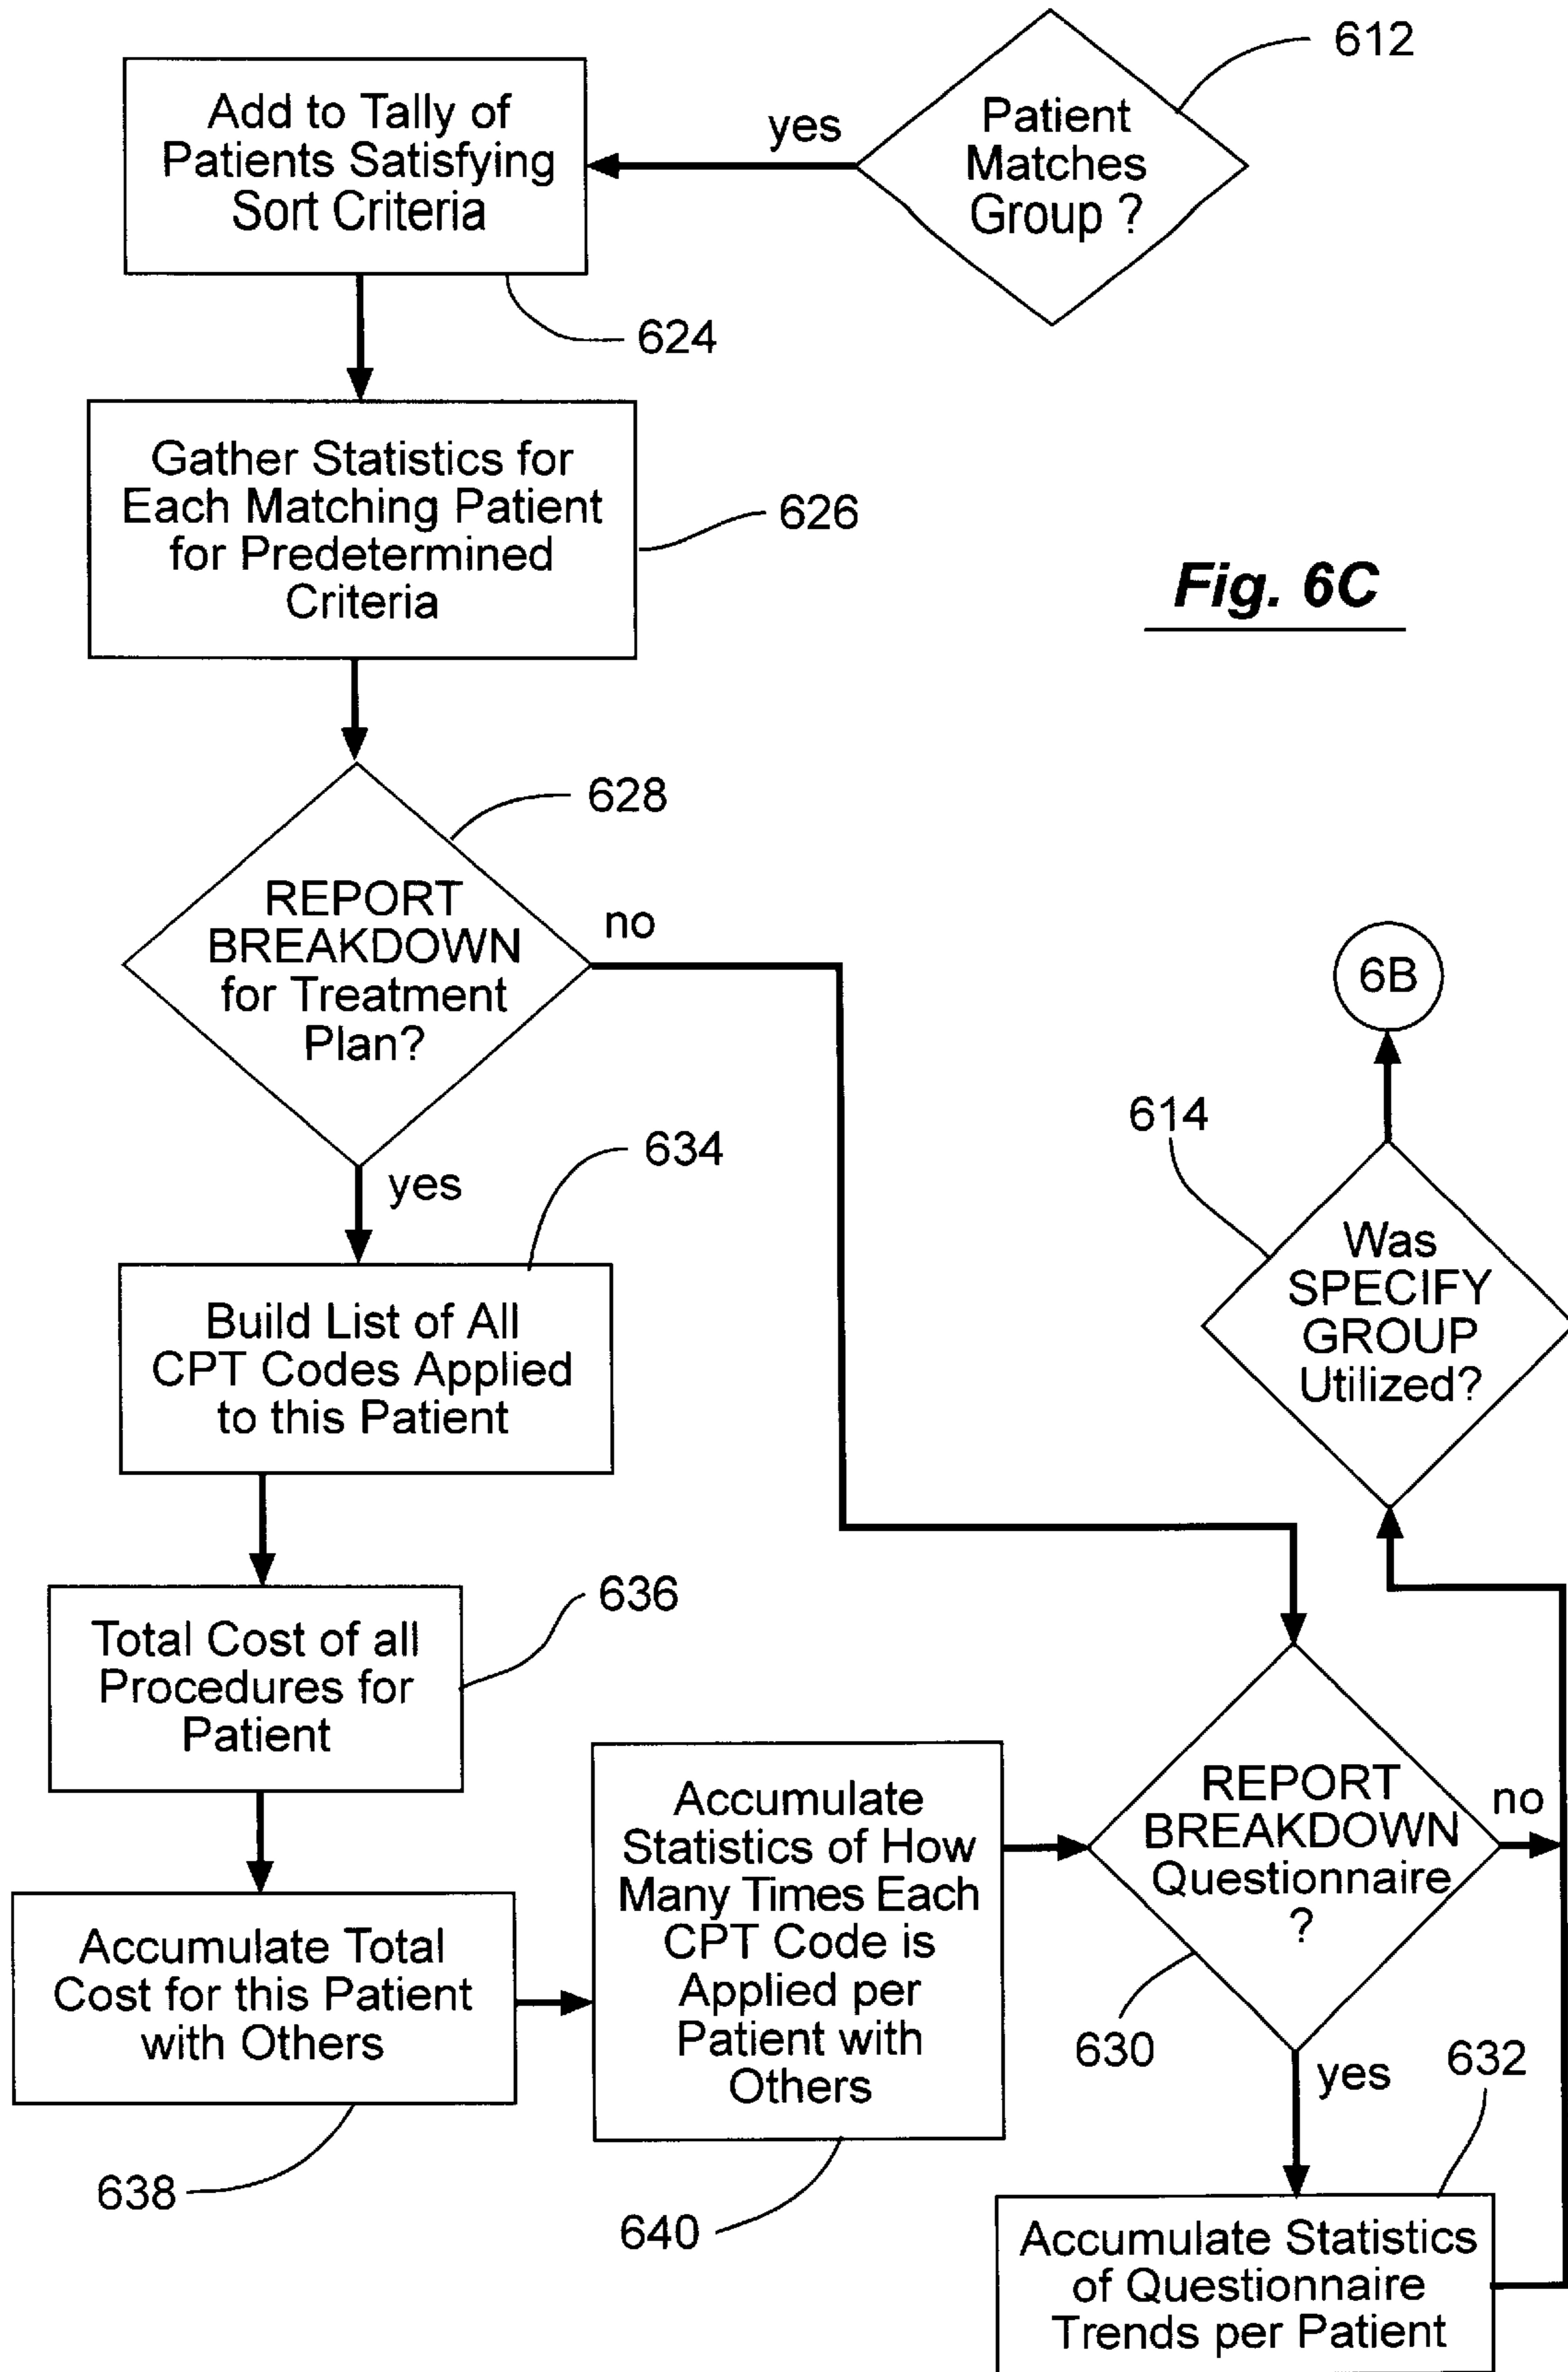 612
Patient
Matches
Group ?
yes
Add to Tally of
Patients Satisfying
Sort Criteria
624
Gather Statistics for
Each Matching Patient
for Predetermined
Criteria
626
Fig. 6C
628
REPORT
BREAKDOWN
for Treatment
Plan?
no
yes
6B
614
Was
SPECIFY
GROUP
Utilized?
634
Build List of All
CPT Codes Applied
to this Patient
636
Total Cost of all
Procedures for
Patient
Accumulate Total
Cost for this Patient
with Others
638
Accumulate
Statistics of How
Many Times Each
CPT Code is
Applied per
Patient with
Others
640
REPORT
BREAKDOWN
Questionnaire
?
no
630
yes
632
Accumulate Statistics
of Questionnaire
Trends per Patient